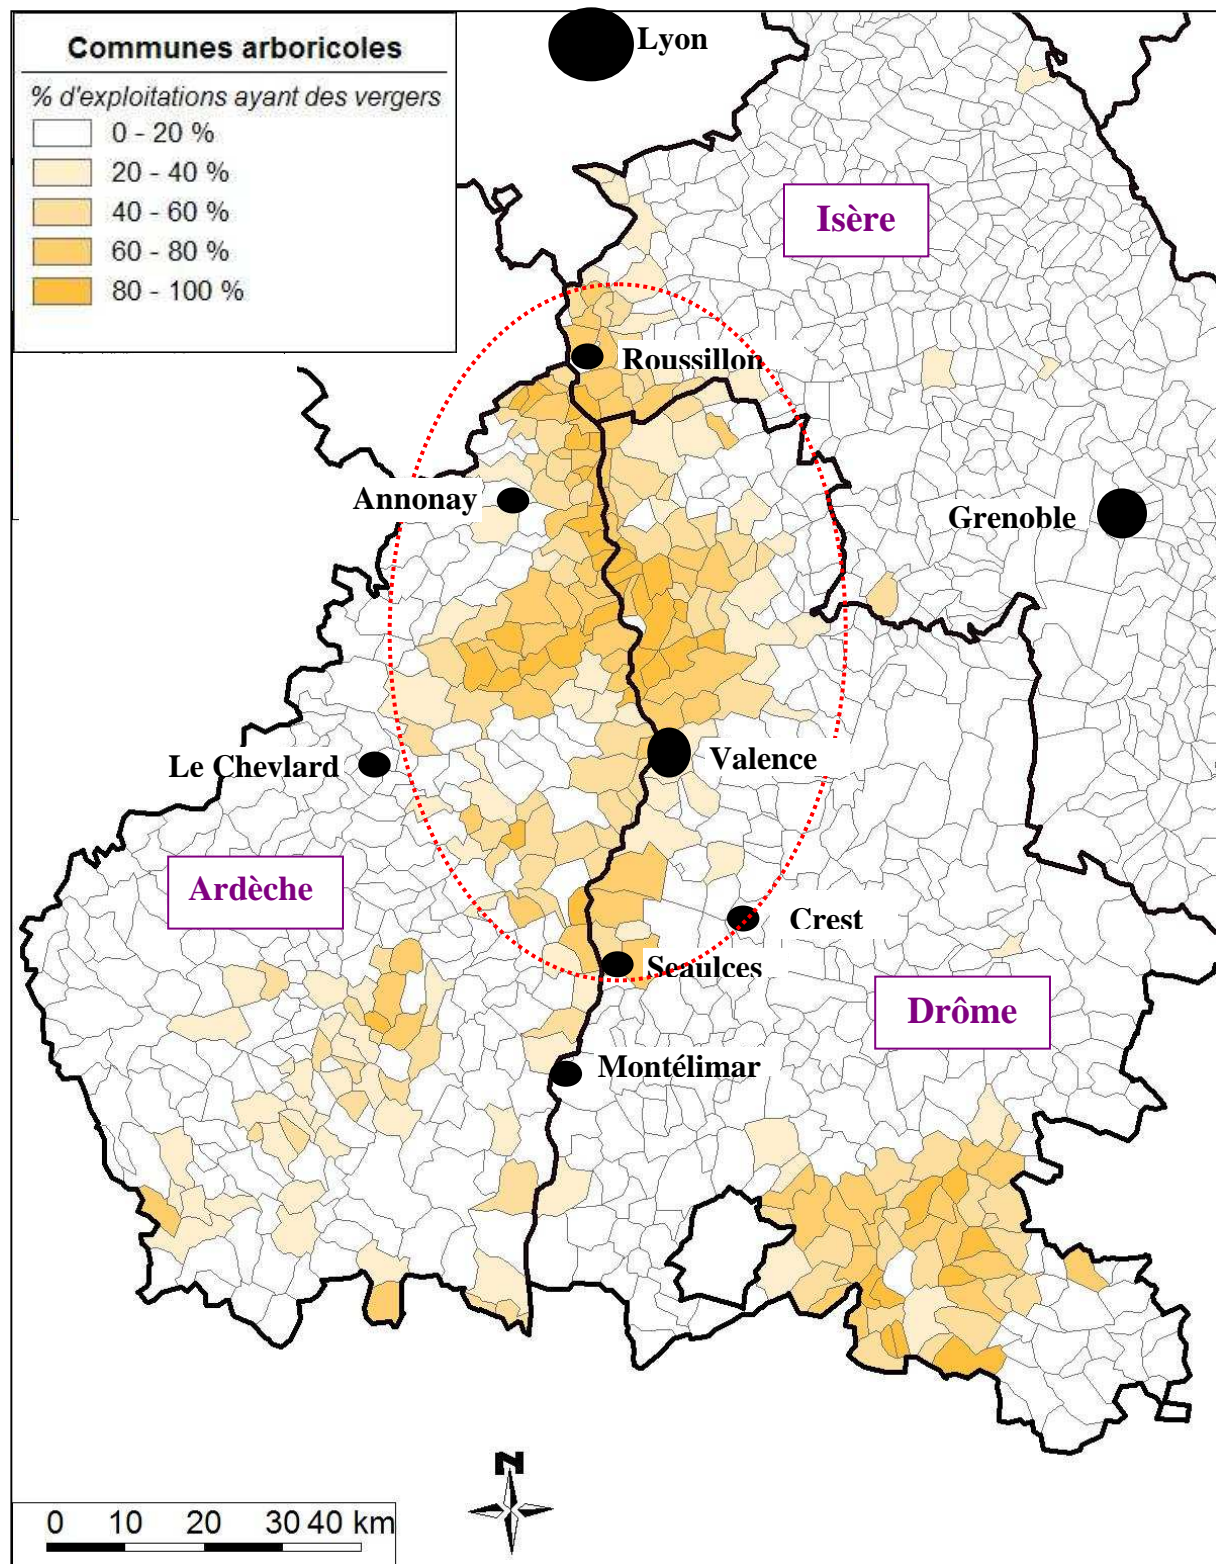 Communes arboricoles
% d'exploitations ayant des vergers
0 - 20 %
20 - 40 %
40 - 60 %
60 - 80 %
80 - 100 %
Lyon
Isère
Roussillon
Annonay
Grenoble
Le Chevlard
Valence
Ardèche
Crest
Seaulces
Drôme
Montélimar
N
0 10 20 30 40 km